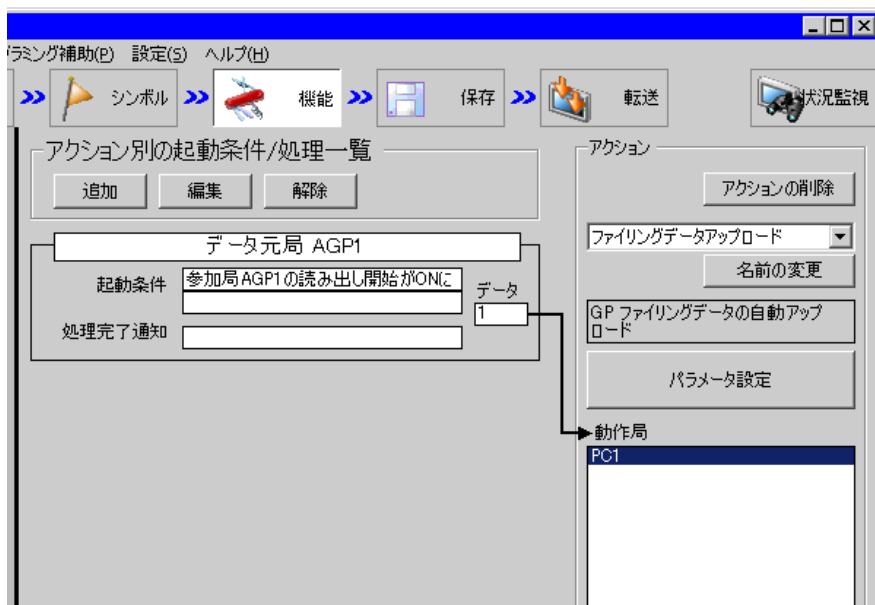 ラミング補助(P) 設定(S) ヘルプ(H)
シンボル 機能 保存 転送 状況監視
アクション別の起動条件/処理一覧
追加 編集 解除
データ元局 AGP1
起動条件 参加局AGP1の読み出し開始がONに
データ
1
処理完了通知
アクション
アクションの削除
ファイリングデータアップロード
名前の変更
GP ファイリングデータの自動アップ
ロード
パラメータ設定
動作局
PC1